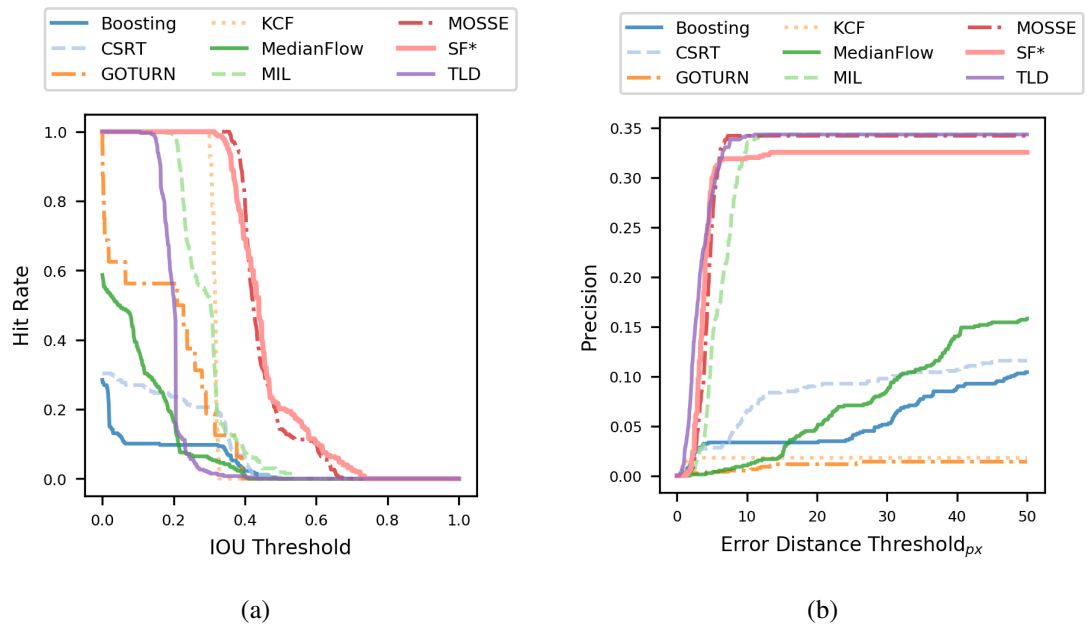 Boosting KCF MOSSE
CSRT MedianFlow SF*
GOTURN MIL TLD
1.0
0.8
0.6
0.4
0.2
0.0
Hit Rate
0.0 0.2 0.4 0.6 0.8 1.0
IOU Threshold
(a)
Boosting KCF MOSSE
CSRT MedianFlow SF*
GOTURN MIL TLD
0.35
0.30
0.25
0.20
0.15
0.10
0.05
0.00
Precision
0 10 20 30 40 50
Error Distance Threshold_px
(b)